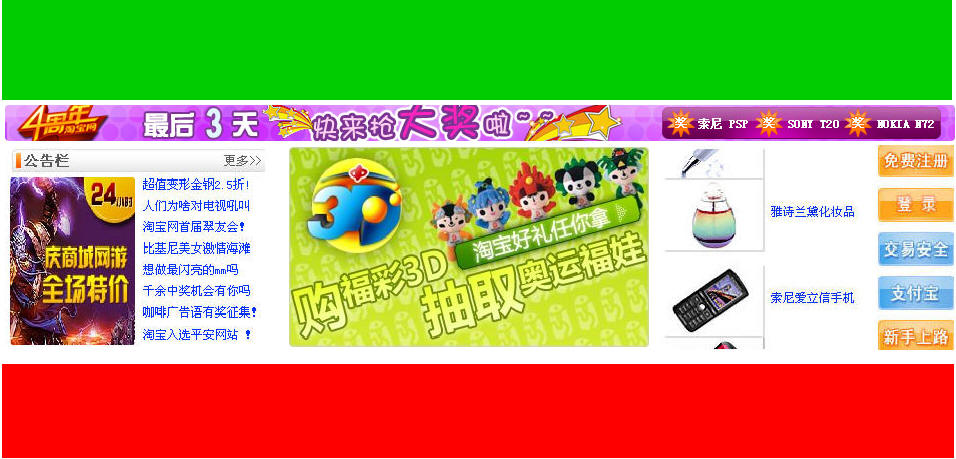 4周年
淘宝网
最后 3 天
快来抢大奖啦~~
奖 索尼 PSP 奖 SONY T20 奖 NOKIA N72
公告栏
更多>>
24小时
庆商城网游
全场特价
超值变形金钢2.5折!
人们为啥对电视吼叫
淘宝网首届翠友会!
比基尼美女激情海滩
想做最闪亮的mm吗
千余中奖机会有你吗
咖啡广告语有奖征集!
淘宝入选平安网站 !
3D
淘宝好礼任你拿
购福彩3D
抽取奥运福娃
雅诗兰黛化妆品
索尼爱立信手机
免费注册
登 录
交易安全
支付宝
新手上路